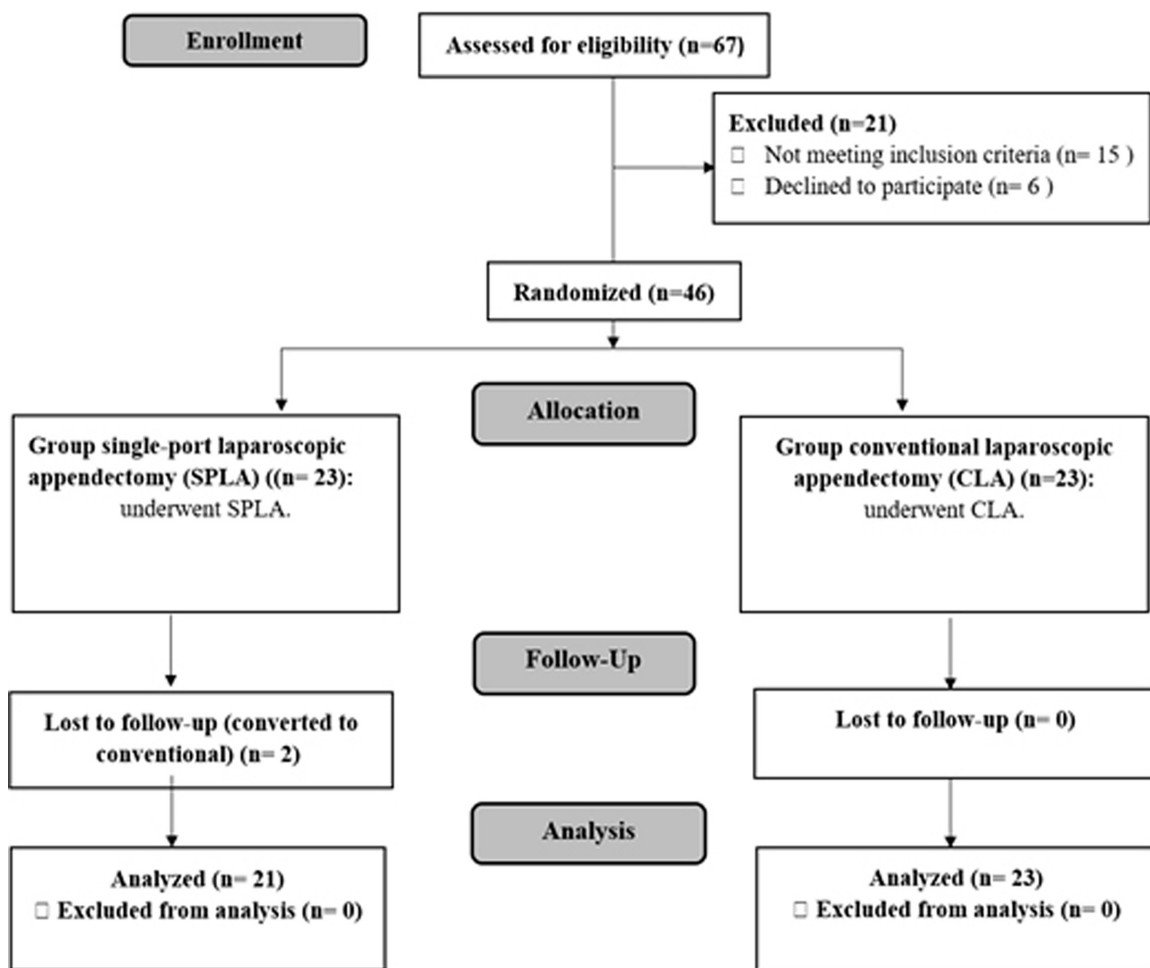 Enrollment
Assessed for eligibility (n=67)
Excluded (n=21)
□ Not meeting inclusion criteria (n= 15 )
□ Declined to participate (n= 6 )
Randomized (n=46)
Allocation
Group single-port laparoscopic
appendectomy (SPLA) ((n= 23):
underwent SPLA.
Group conventional laparoscopic
appendectomy (CLA) (n=23):
underwent CLA.
Follow-Up
Lost to follow-up (converted to
conventional) (n= 2)
Lost to follow-up (n= 0)
Analysis
Analyzed (n= 21)
□ Excluded from analysis (n= 0)
Analyzed (n= 23)
□ Excluded from analysis (n= 0)